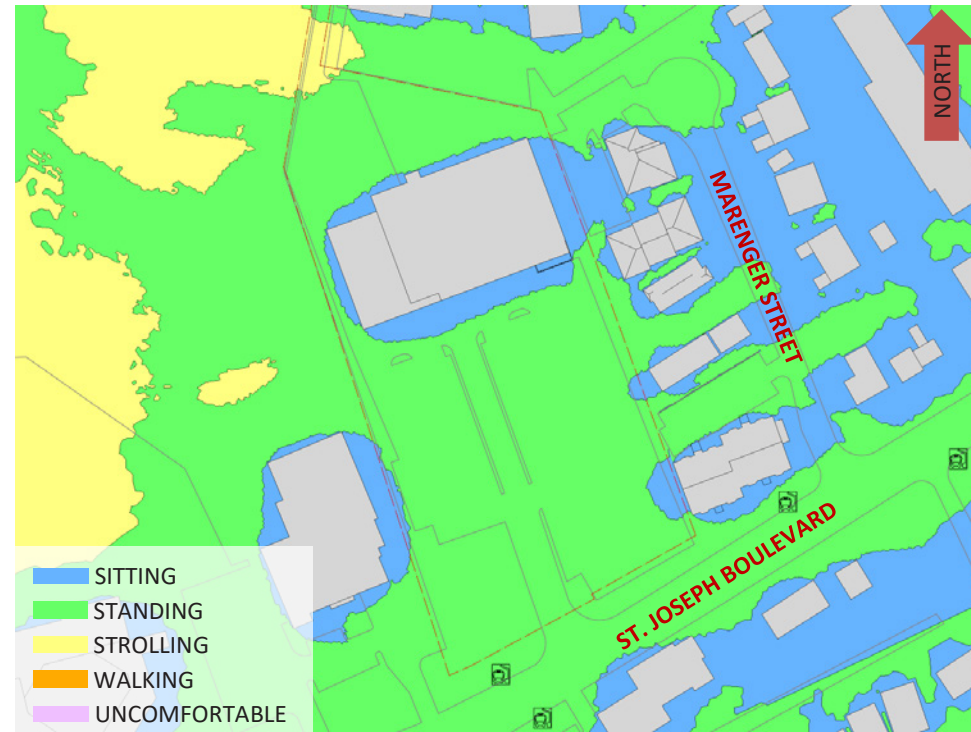 NORTH
MARENGER STREET
ST. JOSEPH BOULEVARD
SITTING
STANDING
STROLLING
WALKING
UNCOMFORTABLE